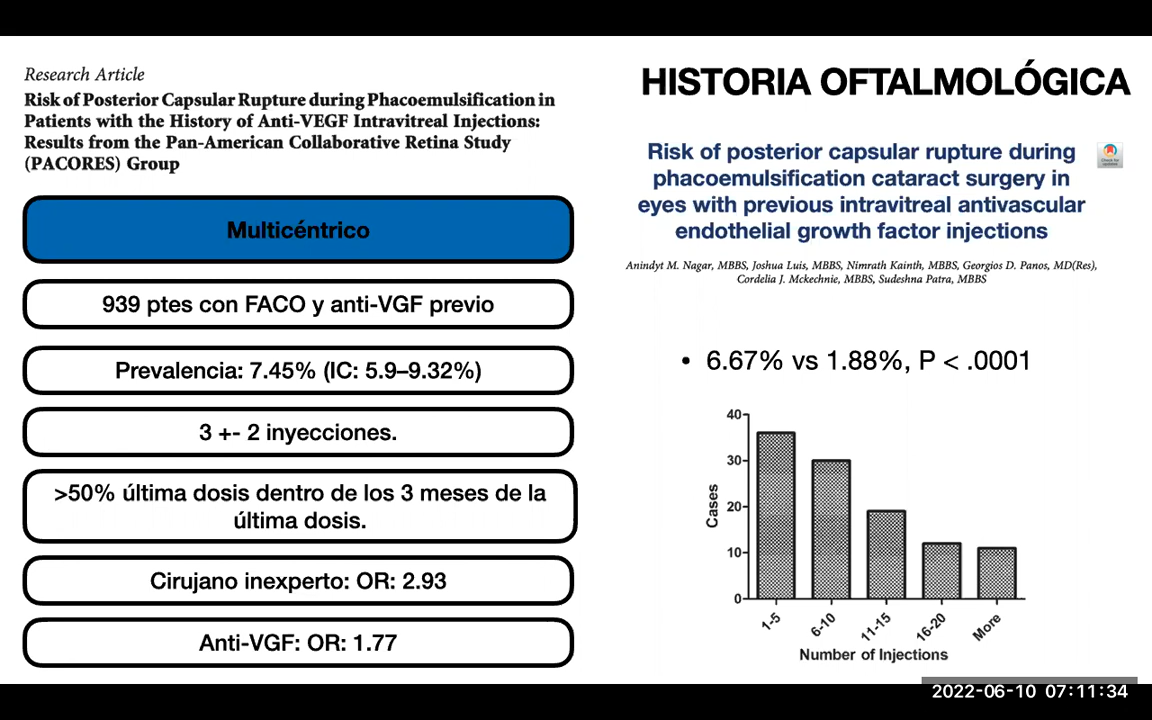 Research Article
Risk of Posterior Capsular Rupture during Phacoemulsification in
Patients with the History of Anti-VEGF Intravitreal Injections:
Results from the Pan-American Collaborative Retina Study
(PACORES) Group
Multicéntrico
939 ptes con FACO y anti-VGF previo
Prevalencia: 7.45% (IC: 5.9–9.32%)
3 +- 2 inyecciones.
>50% última dosis dentro de los 3 meses de la
última dosis.
Cirujano inexperto: OR: 2.93
Anti-VGF: OR: 1.77
HISTORIA OFTALMOLÓGICA
Risk of posterior capsular rupture during
phacoemulsification cataract surgery in
eyes with previous intravitreal antivascular
endothelial growth factor injections
Check for
updates
Anindyt M. Nagar, MBBS, Joshua Luis, MBBS, Nimrath Kainth, MBBS, Georgios D. Panos, MD(Res),
Cordelia J. Mckechnie, MBBS, Sudeshna Patra, MBBS
• 6.67% vs 1.88%, P < .0001
40
30
20
10
0
Cases
1-5
6-10
11-15
16-20
More
Number of Injections
2022-06-10 07:11:34